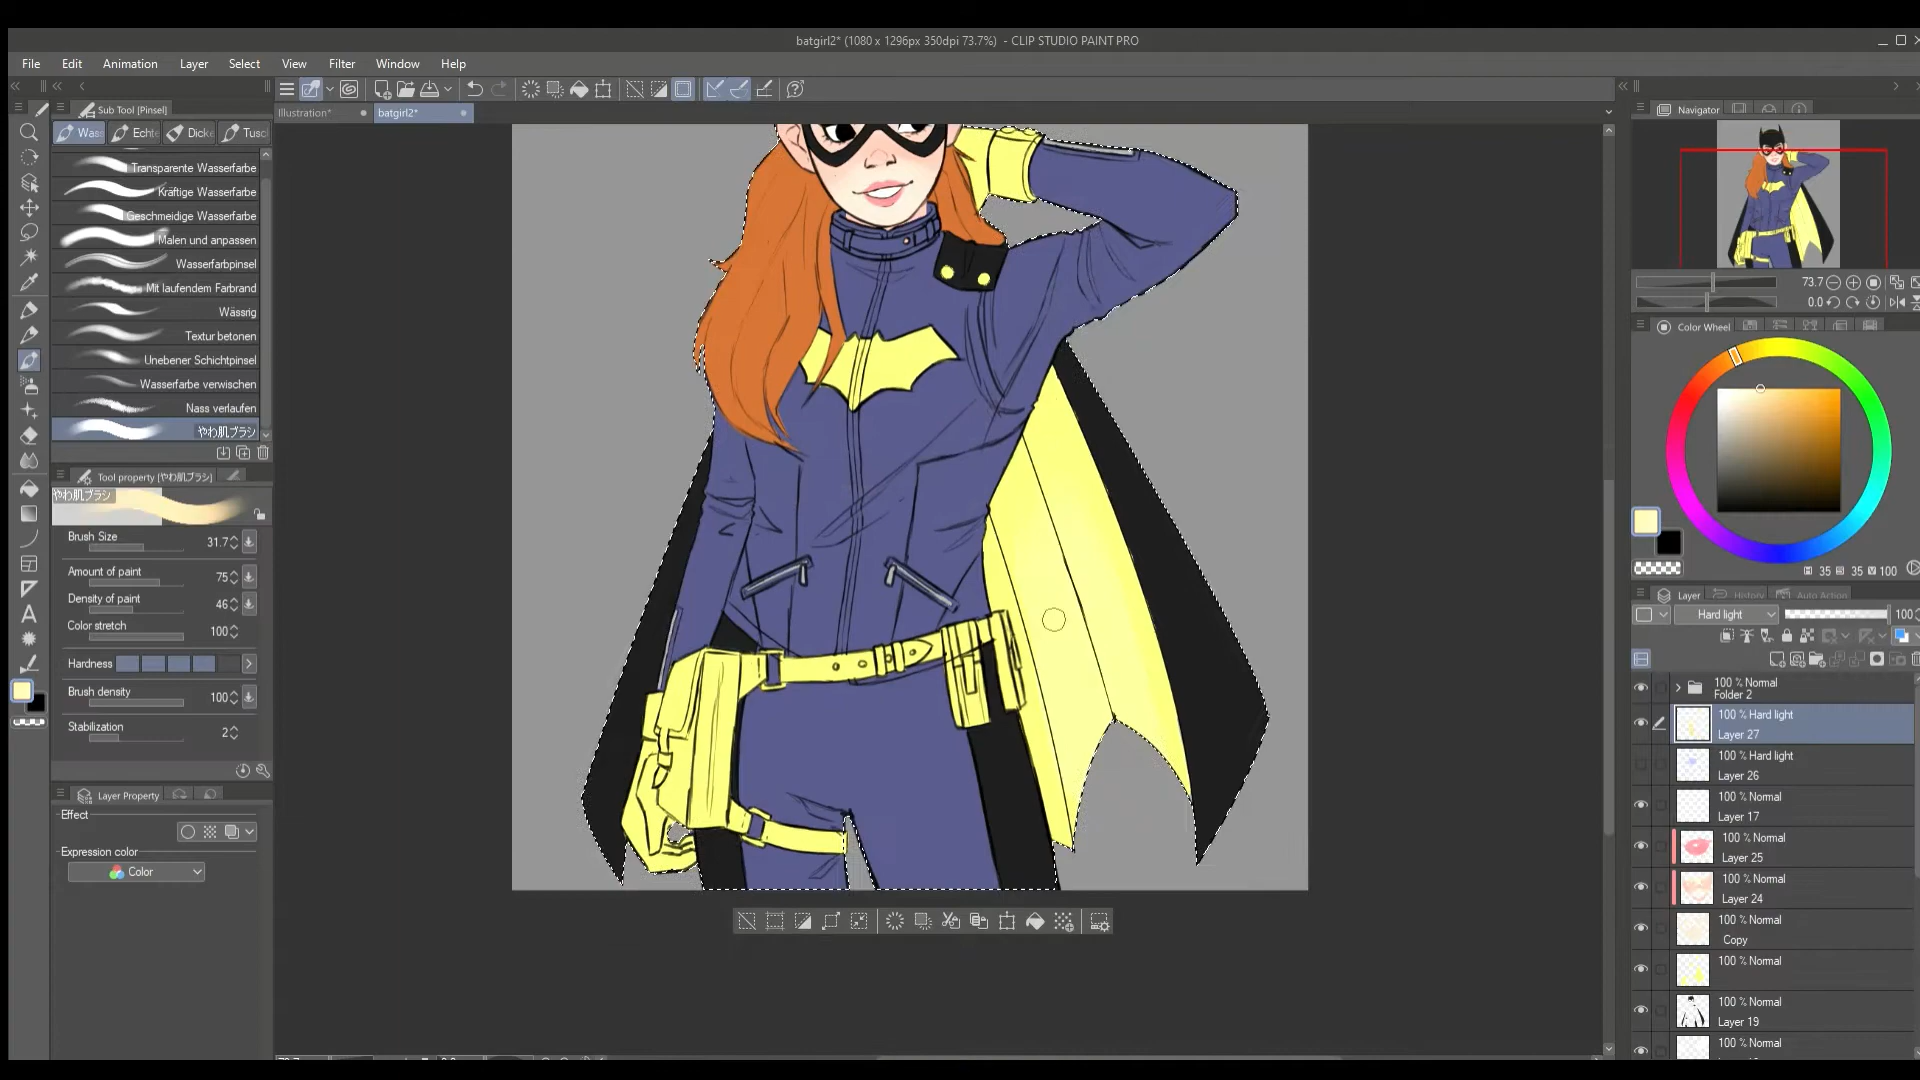 batgirl2* (1080 x 1296px 350dpi 73.7%) - CLIP STUDIO PAINT PRO
File Edit Animation Layer Select View Filter Window Help
Sub Tool [Pinsel]
Illustration* batgirl2*
Navigator
Was Echte Dicke Tusc
Transparente Wasserfarbe
Kräftige Wasserfarbe
Geschmeidige Wasserfarbe
Malen und anpassen
Wasserfarbpinsel
Mit laufendem Farbrand
Wässrig
Textur betonen
Unebener Schichtpinsel
Wasserfarbe verwischen
Nass verlaufen
やわ肌ブラシ
Tool property [やわ肌ブラシ]
やわ肌ブラシ
Brush Size 31.7
Amount of paint 75
Density of paint 46
Color stretch 100
Hardness
Brush density 100
Stabilization 2
Layer Property
Effect
Expression color
Color
73.7
0.0
Color Wheel
35 35 100
Layer History Auto Action
Hard light 100
100 % Normal
Folder 2
100 % Hard light
Layer 27
100 % Hard light
Layer 26
100 % Normal
Layer 17
100 % Normal
Layer 25
100 % Normal
Layer 24
100 % Normal
Copy
100 % Normal
100 % Normal
Layer 19
100 % Normal